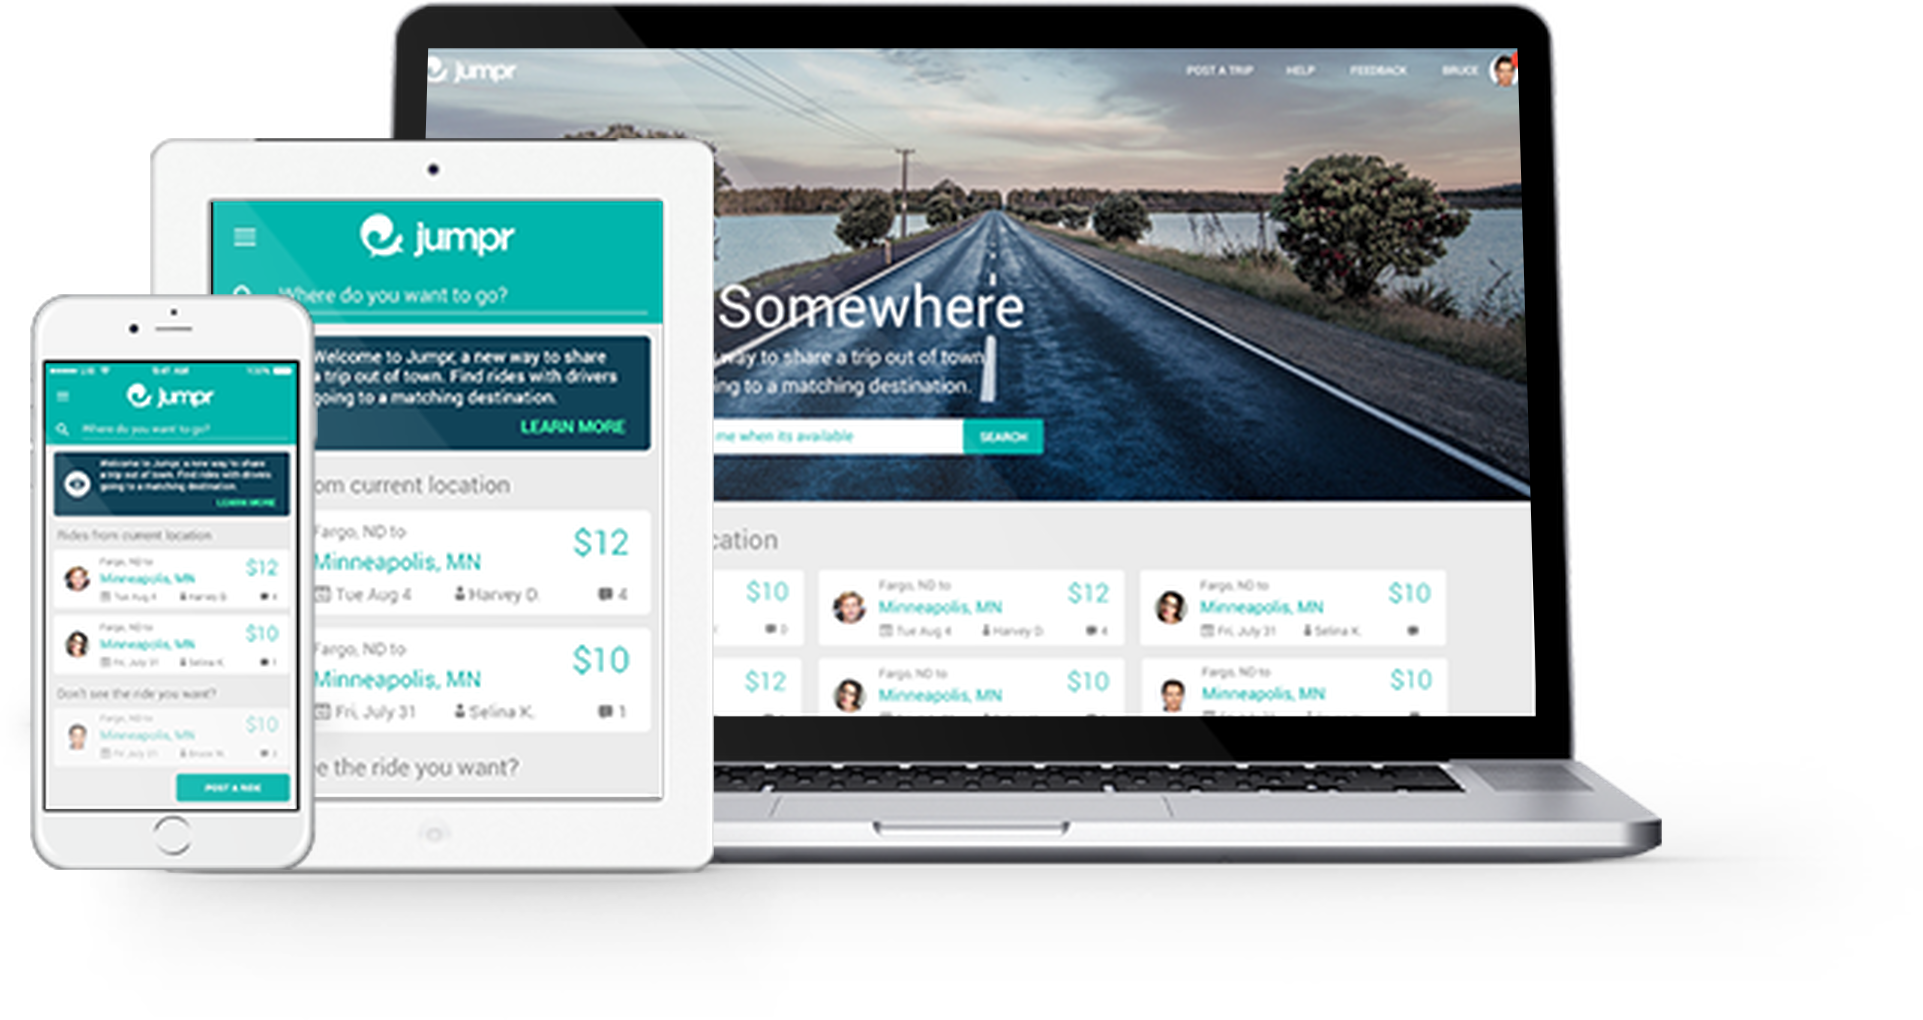 jumpr
POST A TRIP
HELP
FEEDBACK
BRUCE
Somewhere
way to share a trip out of town
ing to a matching destination.
me when its available
SEARCH
cation
$10
0
Fargo, ND to
$12
Minneapolis, MN
Tue Aug 4
Harvey D.
4
Fargo, ND to
$10
Minneapolis, MN
Fri, July 31
Selina K.
$12
Fargo, ND to
$10
Minneapolis, MN
Fargo, ND to
$10
Minneapolis, MN
jumpr
Where do you want to go?
Welcome to Jumpr, a new way to share
a trip out of town. Find rides with drivers
going to a matching destination.
LEARN MORE
om current location
Fargo, ND to
$12
Minneapolis, MN
Tue Aug 4
Harvey D.
4
Fargo, ND to
$10
Minneapolis, MN
Fri, July 31
Selina K.
1
e the ride you want?
9:41 AM
100%
jumpr
Where do you want to go?
Welcome to Jumpr, a new way to share
a trip out of town. Find rides with drivers
going to a matching destination.
LEARN MORE
Rides from current location
Fargo, ND to
$12
Minneapolis, MN
Tue Aug 4
Harvey D.
4
Fargo, ND to
$10
Minneapolis, MN
Fri, July 31
Selina K.
1
Don't see the ride you want?
Fargo, ND to
$10
Minneapolis, MN
Fri, July 31
Bruce W.
POST A RIDE